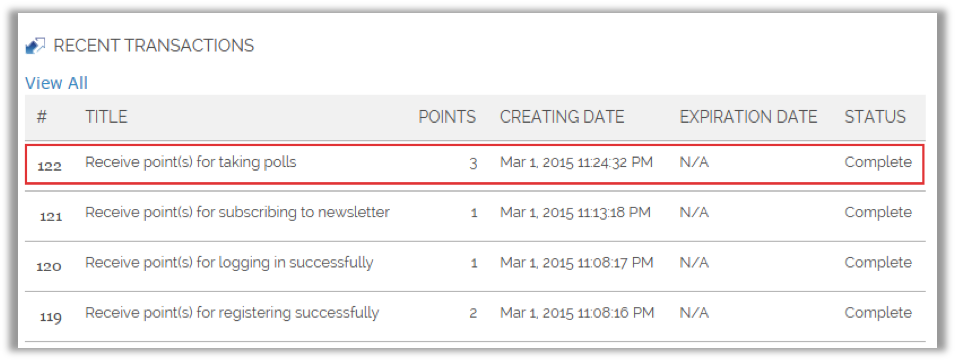 RECENT TRANSACTIONS
View All
# TITLE POINTS CREATING DATE EXPIRATION DATE STATUS
122 Receive point(s) for taking polls 3 Mar 1, 2015 11:24:32 PM N/A Complete
121 Receive point(s) for subscribing to newsletter 1 Mar 1, 2015 11:13:18 PM N/A Complete
120 Receive point(s) for logging in successfully 1 Mar 1, 2015 11:08:17 PM N/A Complete
119 Receive point(s) for registering successfully 2 Mar 1, 2015 11:08:16 PM N/A Complete